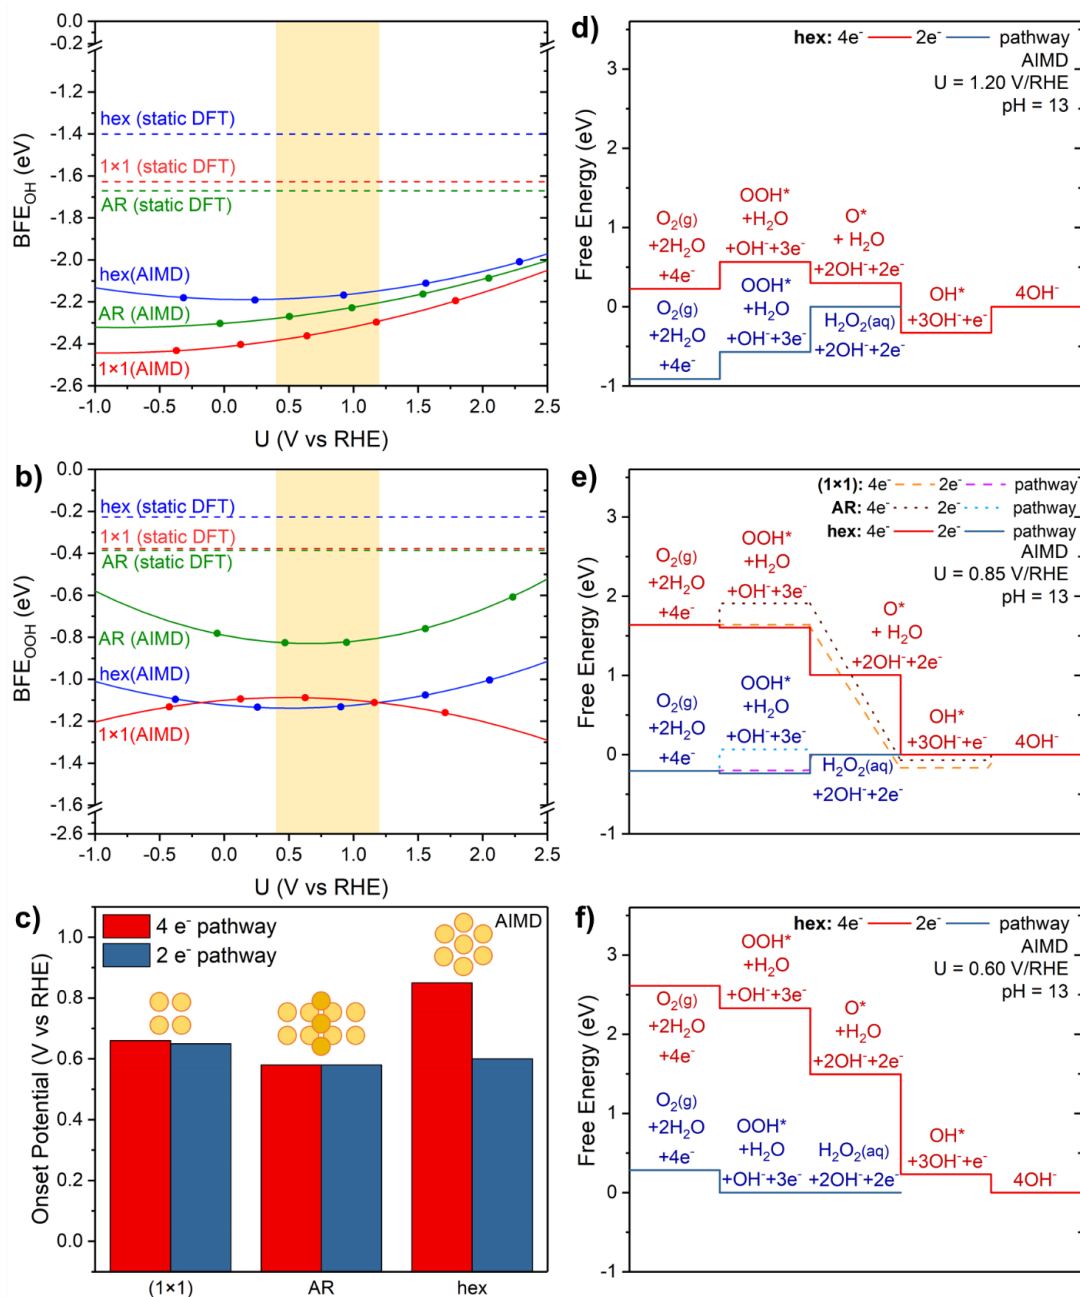 0.0
-0.2
-1.2
-1.4
-1.6
-1.8
-2.0
-2.2
-2.4
-2.6
BFE_OH (eV)
hex (static DFT)
1×1 (static DFT)
AR (static DFT)
hex(AIMD)
AR (AIMD)
1×1(AIMD)
-1.0 -0.5 0.0 0.5 1.0 1.5 2.0 2.5
U (V vs RHE)
b)
0.0
-0.2
-0.4
-0.6
-0.8
-1.0
-1.2
-1.4
-1.6
-2.6
BFE_OOH (eV)
hex (static DFT)
1×1 (static DFT)
AR (static DFT)
AR (AIMD)
hex(AIMD)
1×1(AIMD)
-1.0 -0.5 0.0 0.5 1.0 1.5 2.0 2.5
U (V vs RHE)
c)
1.0
0.8
0.6
0.4
0.2
0.0
Onset Potential (V vs RHE)
4 e⁻ pathway
2 e⁻ pathway
AIMD
(1×1) AR hex
d)
3
2
1
0
-1
Free Energy (eV)
hex: 4e⁻ 2e⁻ pathway
AIMD
U = 1.20 V/RHE
pH = 13
O₂(g)
+2H₂O
+4e⁻
OOH*
+H₂O
+OH⁻+3e⁻
O*
+ H₂O
+2OH⁻+2e⁻
OH*
+3OH⁻+e⁻
4OH⁻
O₂(g)
+2H₂O
+4e⁻
OOH*
+H₂O
+OH⁻+3e⁻
H₂O₂(aq)
+2OH⁻+2e⁻
e)
3
2
1
0
-1
Free Energy (eV)
(1×1): 4e⁻ 2e⁻ pathway
AR: 4e⁻ 2e⁻ pathway
hex: 4e⁻ 2e⁻ pathway
AIMD
U = 0.85 V/RHE
pH = 13
O₂(g)
+2H₂O
+4e⁻
OOH*
+H₂O
+OH⁻+3e⁻
O*
+ H₂O
+2OH⁻+2e⁻
OH*
+3OH⁻+e⁻
4OH⁻
O₂(g)
+2H₂O
+4e⁻
OOH*
+H₂O
+OH⁻+3e⁻
H₂O₂(aq)
+2OH⁻+2e⁻
f)
3
2
1
0
-1
Free Energy (eV)
hex: 4e⁻ 2e⁻ pathway
AIMD
U = 0.60 V/RHE
pH = 13
O₂(g)
+2H₂O
+4e⁻
OOH*
+H₂O
+OH⁻+3e⁻
O*
+H₂O
+2OH⁻+2e⁻
OH*
+3OH⁻+e⁻
4OH⁻
O₂(g)
+2H₂O
+4e⁻
OOH*
+H₂O
+OH⁻+3e⁻
H₂O₂(aq)
+2OH⁻+2e⁻